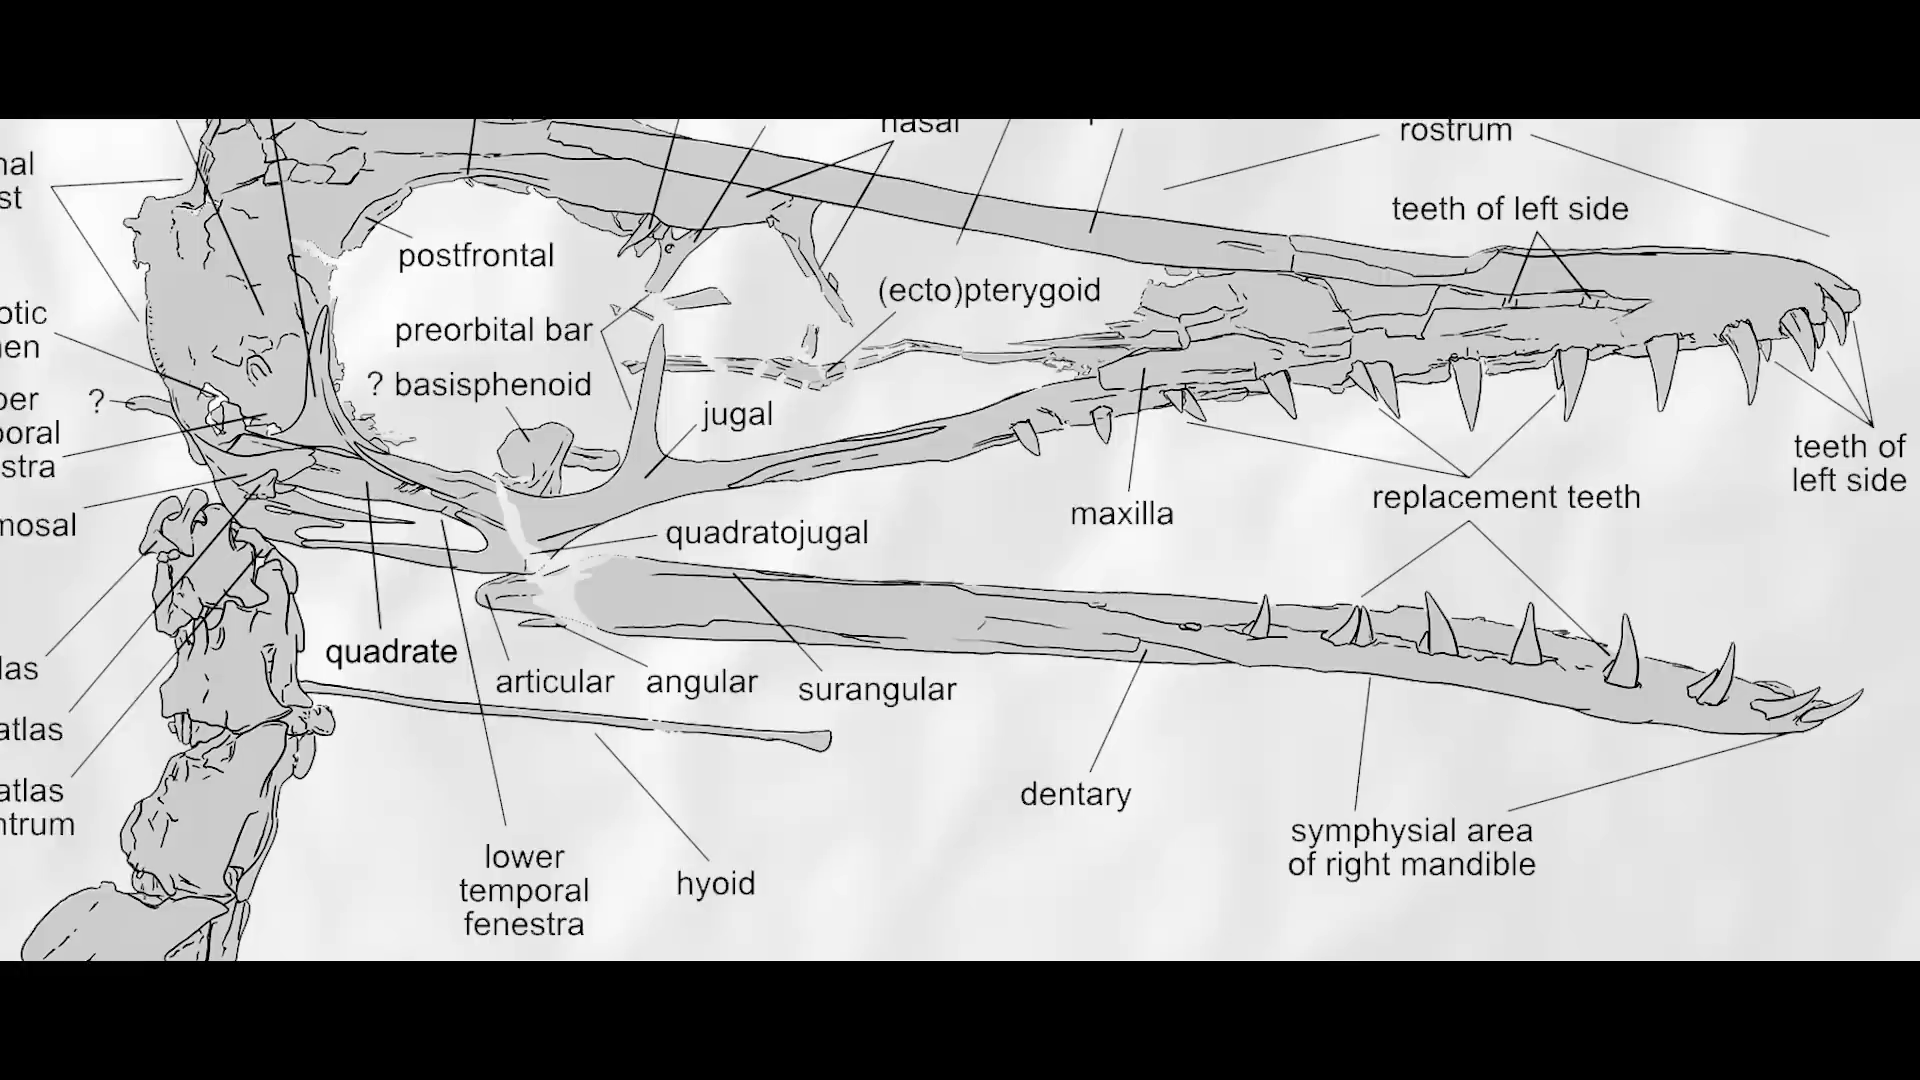 nasal
rostrum
teeth of left side
postfrontal
(ecto)pterygoid
preorbital bar
? basisphenoid
?
jugal
teeth of
left side
replacement teeth
maxilla
quadratojugal
quadrate
articular
angular
surangular
atlas
dentary
symphysial area
of right mandible
lower
temporal
fenestra
hyoid